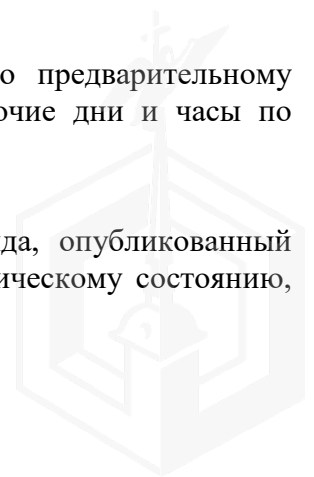 о предварительному
очие дни и часы по
да, опубликованный
ическому состоянию,